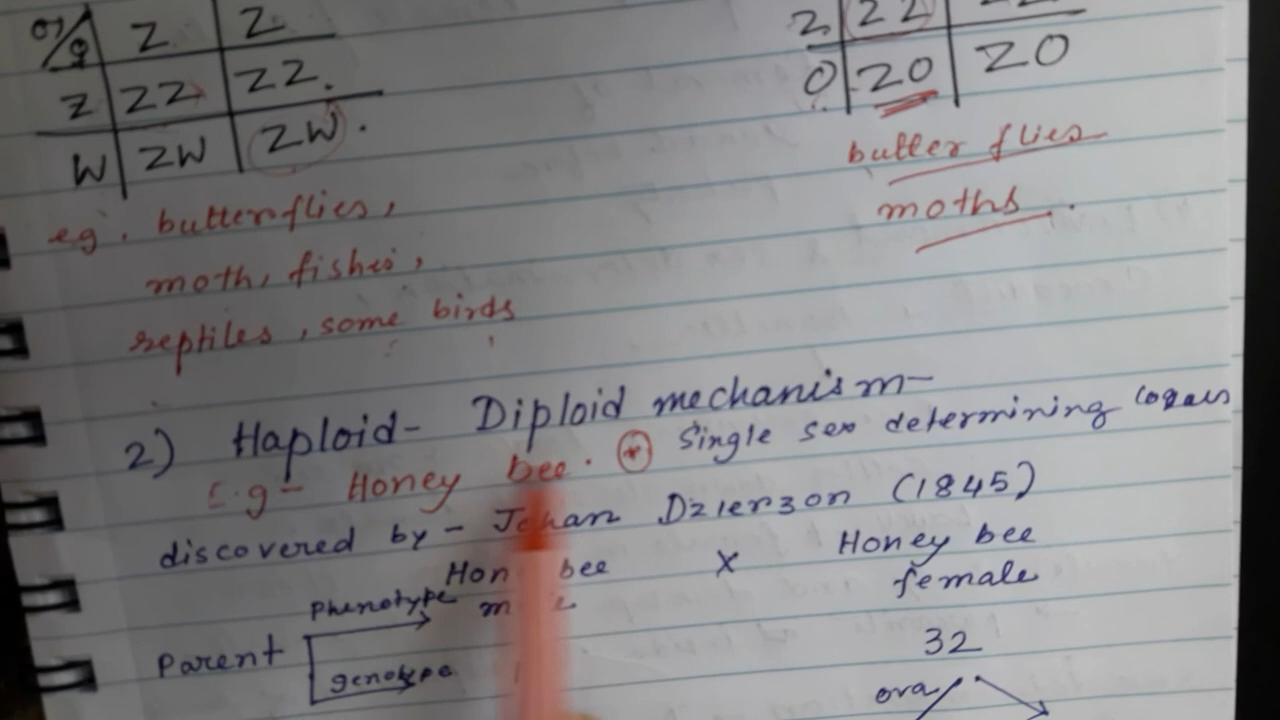 ♂/♀ Z Z
Z ZZ ZZ.
W ZW ZW.
eg. butterflies,
moth, fishes,
reptiles, some birds
Z ZZ
O ZO ZO
butterflies
moths.
2) Haploid- Diploid mechanism-
E.g- Honey bee. * Single sex determining locus
discovered by- Johan Dzierzon (1845)
Phenotype Hon bee X Honey bee
female
Parent
genotype 32
ova